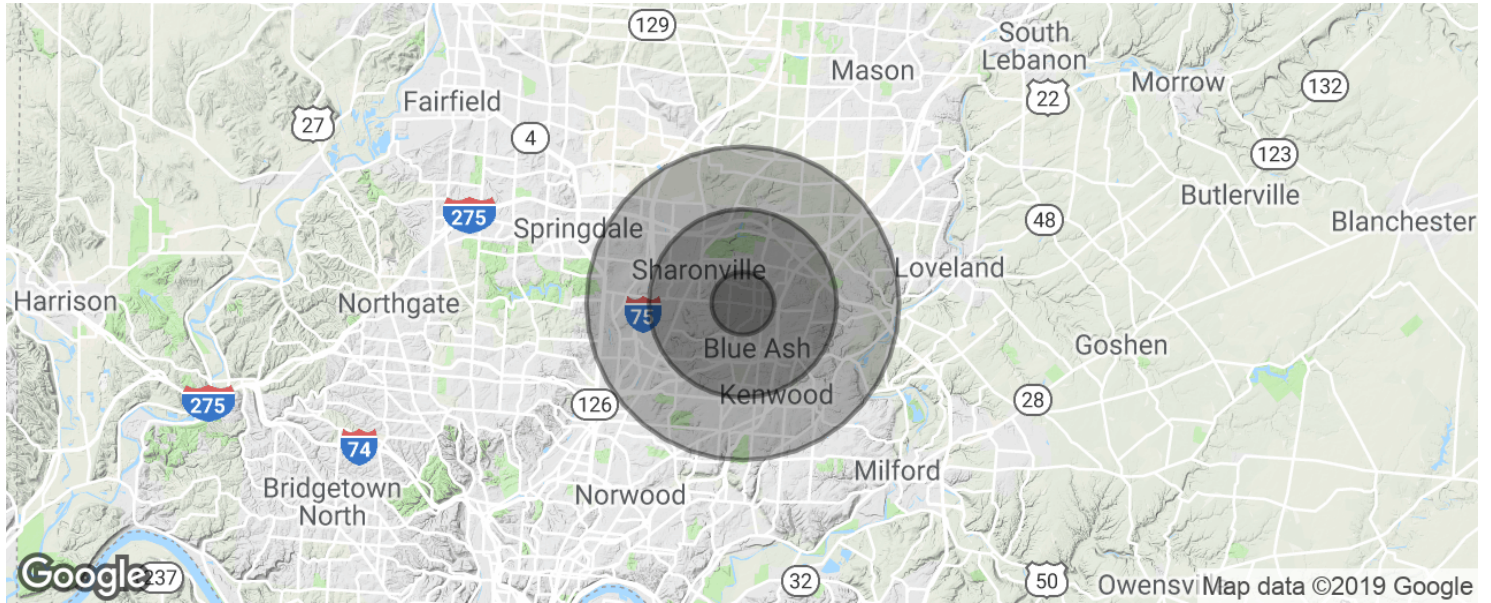 129
South
Lebanon
Mason
Morrow
132
22
Fairfield
27
4
123
Butlerville
Blanchester
275
Springdale
48
Sharonville
Loveland
Harrison
Northgate
75
Blue Ash
Goshen
Kenwood
275
126
28
74
Milford
Bridgetown
North
Norwood
Google
237
32
50
Owensvi
Map data ©2019 Google